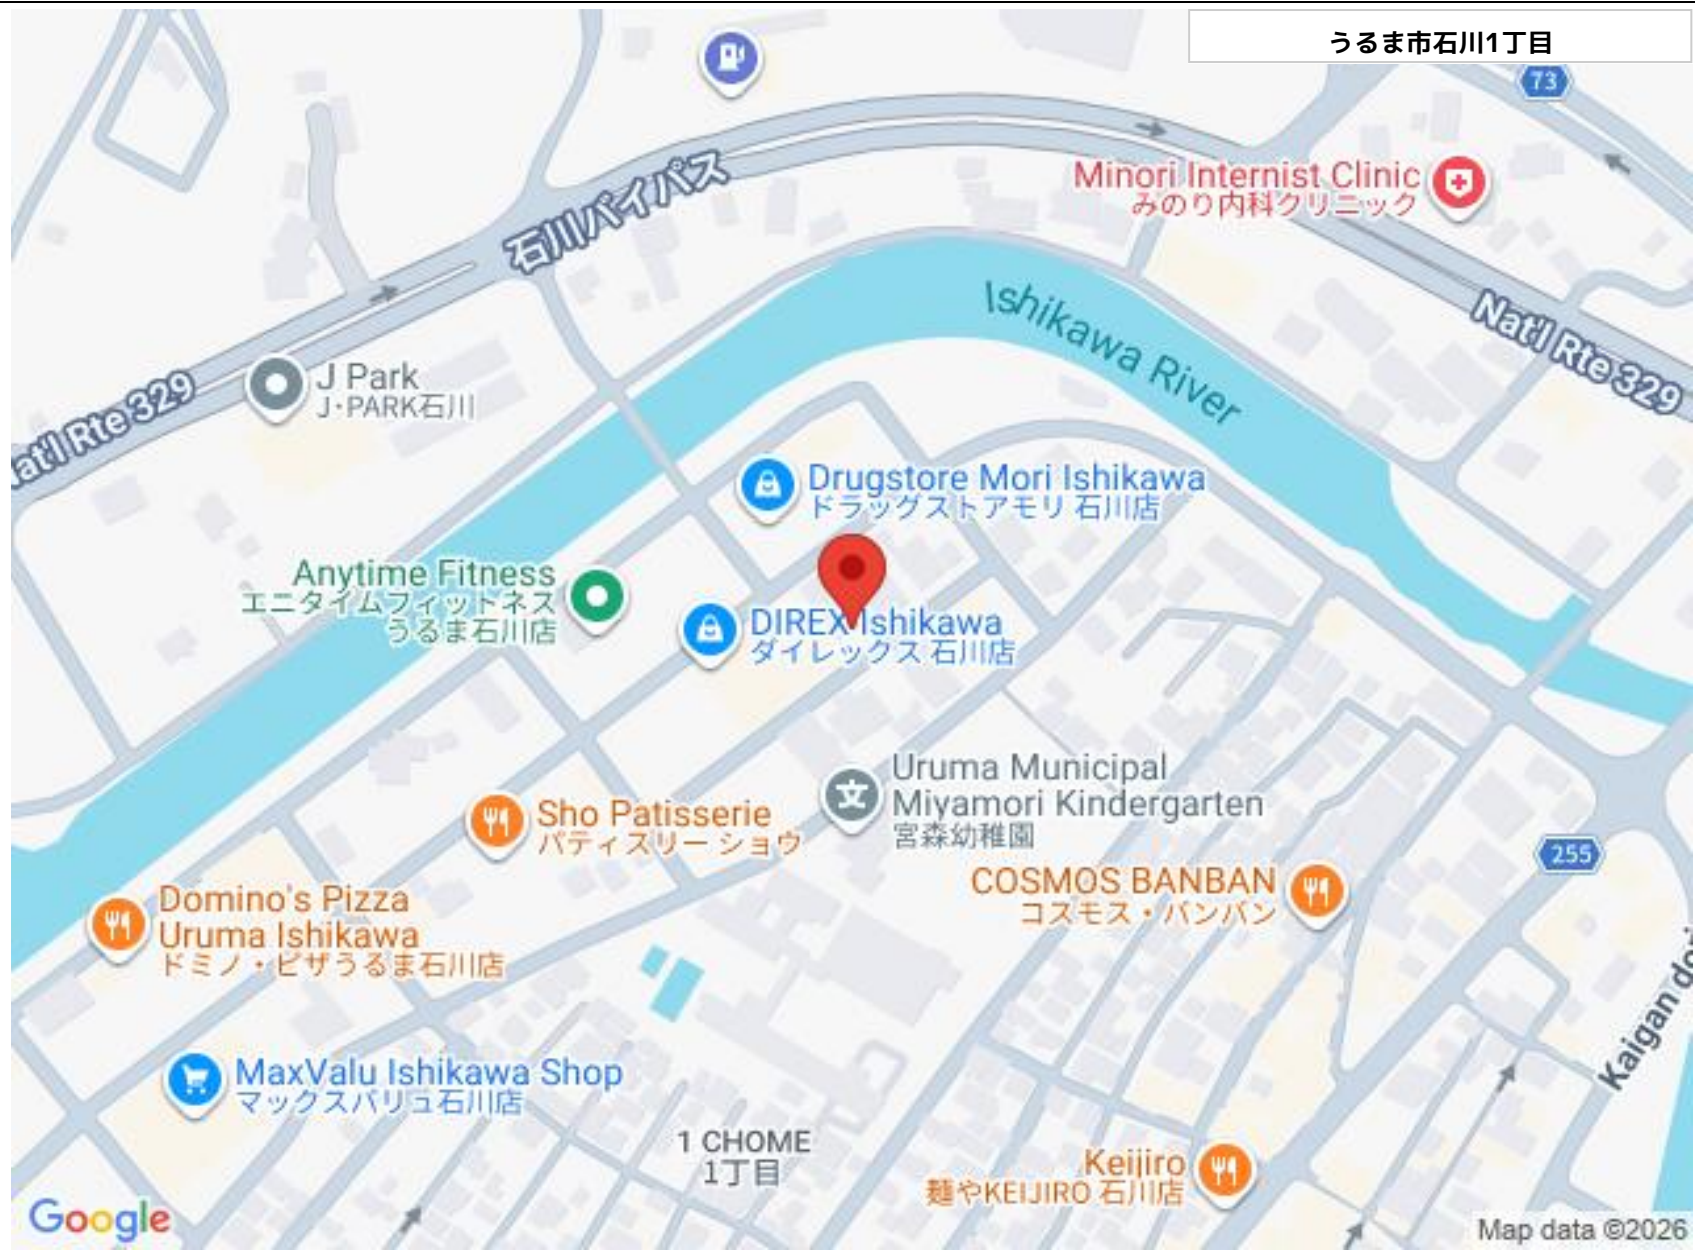 うるま市石川1丁目
73
石川バイパス
Minori Internist Clinic
みのり内科クリニック
Ishikawa River
Nat'l Rte 329
J Park
J・PARK石川
Nat'l Rte 329
Drugstore Mori Ishikawa
ドラッグストアモリ 石川店
Anytime Fitness
エニタイムフィットネス
うるま石川店
DIREX Ishikawa
ダイレックス 石川店
Uruma Municipal
Miyamori Kindergarten
宮森幼稚園
文
Sho Patisserie
パティスリー ショウ
255
COSMOS BANBAN
コスモス・バンバン
Domino's Pizza
Uruma Ishikawa
ドミノ・ピザうるま石川店
Kaigan dori
MaxValu Ishikawa Shop
マックスバリュ石川店
1 CHOME
1丁目
Keijiro
麺やKEIJIRO 石川店
Google
Map data ©2026